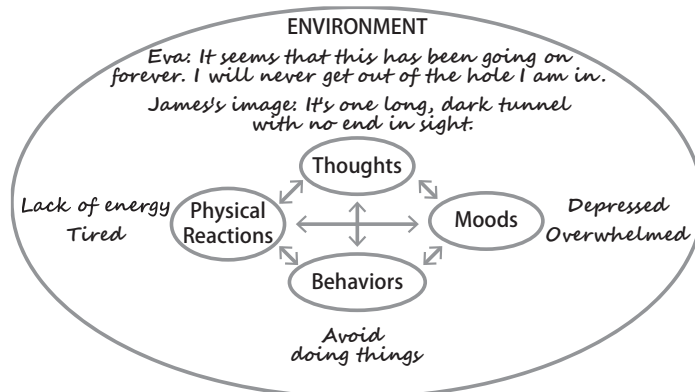 ENVIRONMENT
Eva: It seems that this has been going on
forever. I will never get out of the hole I am in.
James's image: It's one long, dark tunnel
with no end in sight.
Thoughts
Lack of energy
Tired
Physical
Reactions
Moods
Depressed
Overwhelmed
Behaviors
Avoid
doing things